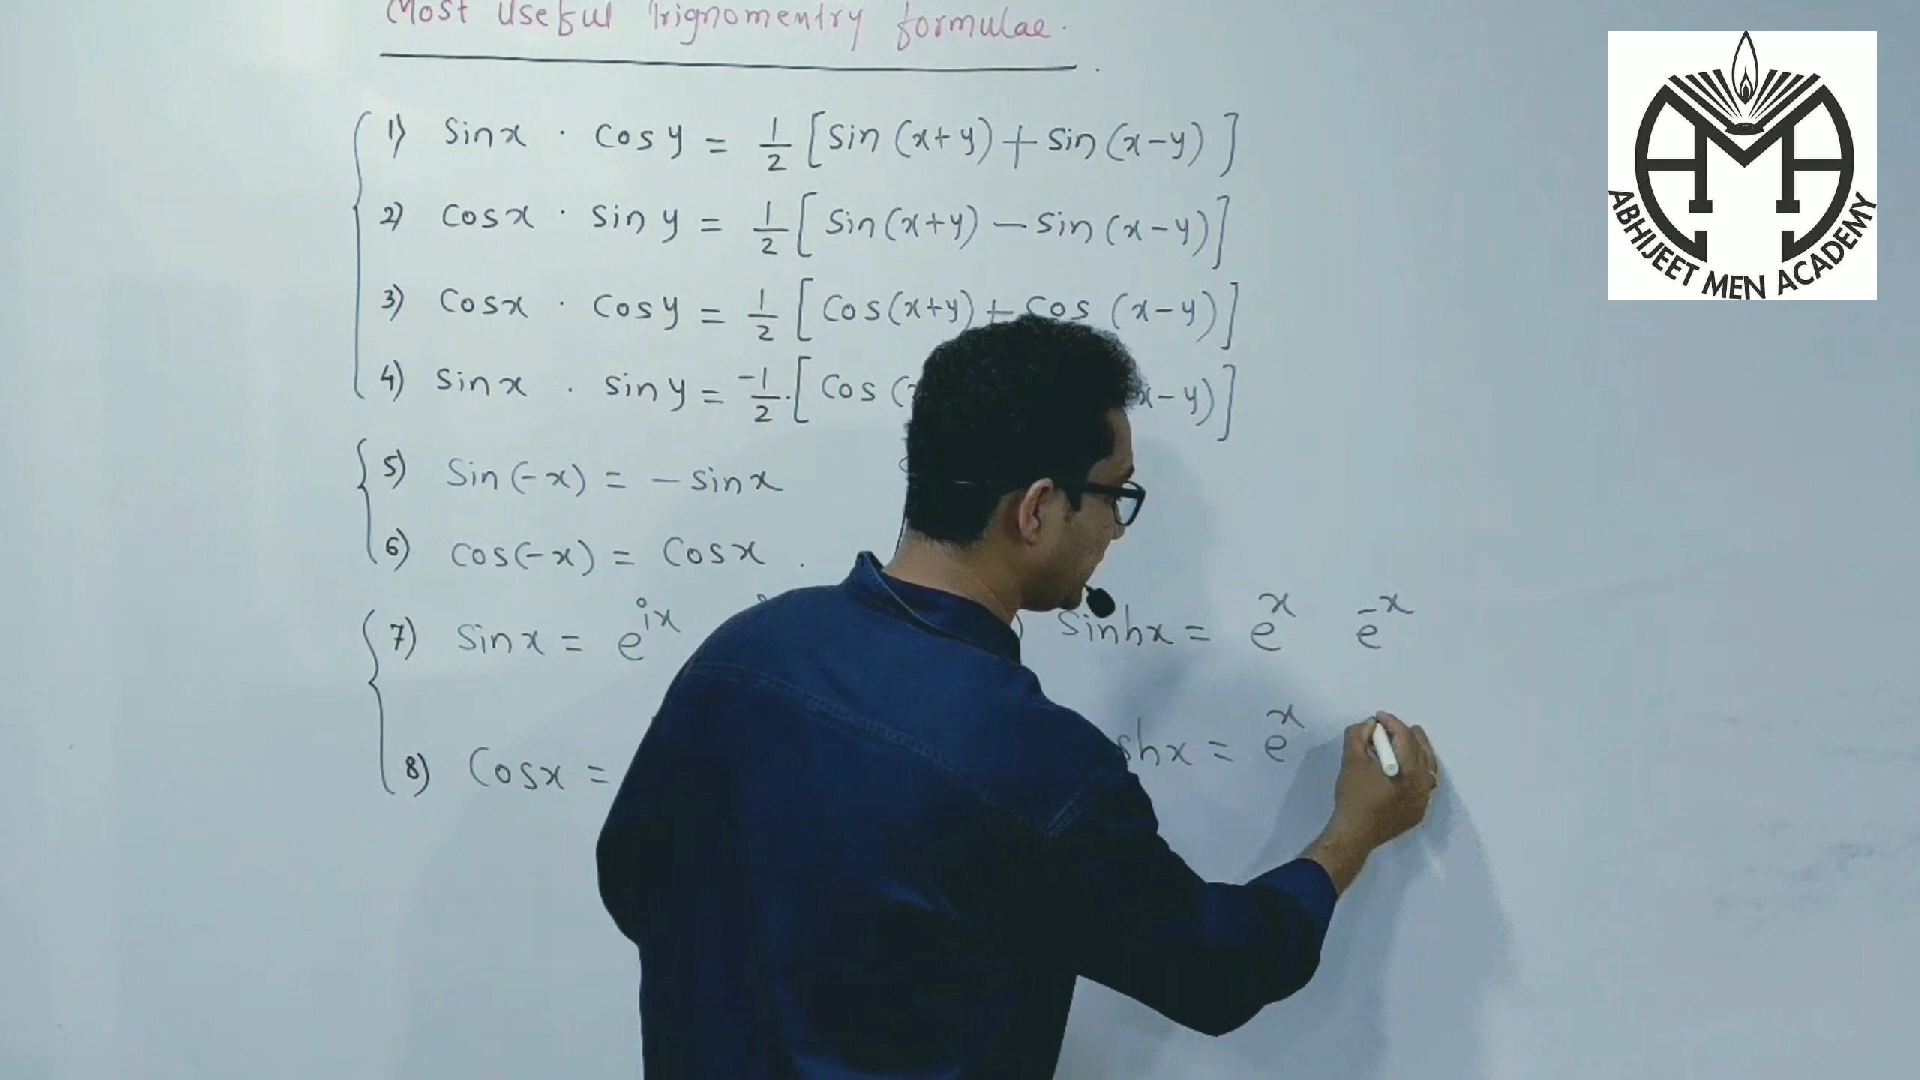 Most Useful Trignomentry formulae.
1) Sinx · Cosy = 1/2 [Sin (x+y) + Sin (x-y)]
2) Cosx · Siny = 1/2 [Sin (x+y) - Sin (x-y)]
3) Cosx · Cosy = 1/2 [Cos (x+y) + Cos (x-y)]
4) Sinx · Siny = -1/2 · [Cos ( x-y)]
5) Sin (-x) = - Sinx
6) Cos(-x) = Cosx .
7) Sinx = e^ix ) Sinhx = e^x e^-x
8) Cosx = shx = e^x
ABHIJEET MEN ACADEMY